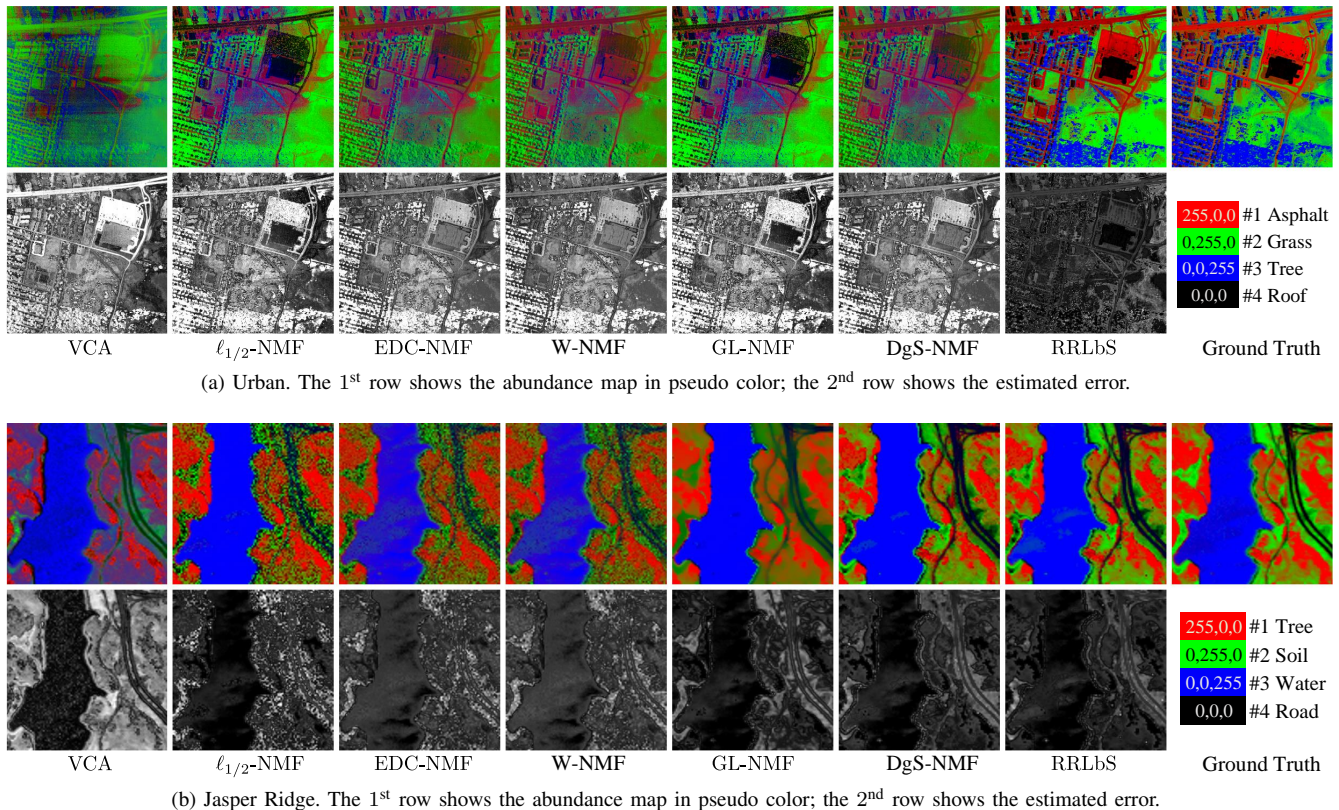 255,0,0 #1 Asphalt
0,255,0 #2 Grass
0,0,255 #3 Tree
0,0,0 #4 Roof
VCA ℓ1/2-NMF EDC-NMF W-NMF GL-NMF DgS-NMF RRLbS Ground Truth
(a) Urban. The 1st row shows the abundance map in pseudo color; the 2nd row shows the estimated error.
255,0,0 #1 Tree
0,255,0 #2 Soil
0,0,255 #3 Water
0,0,0 #4 Road
VCA ℓ1/2-NMF EDC-NMF W-NMF GL-NMF DgS-NMF RRLbS Ground Truth
(b) Jasper Ridge. The 1st row shows the abundance map in pseudo color; the 2nd row shows the estimated error.